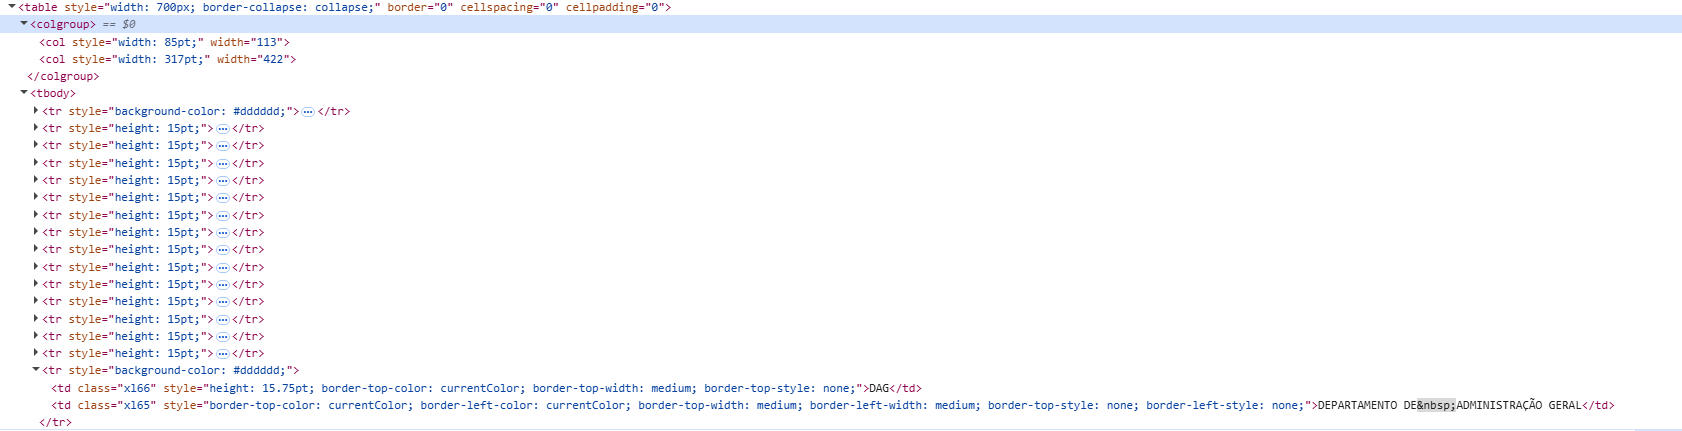 <table style="width: 700px; border-collapse: collapse;" border="0" cellspacing="0" cellpadding="0">
<colgroup> == $0
<col style="width: 85pt;" width="113">
<col style="width: 317pt;" width="422">
</colgroup>
<tbody>
<tr style="background-color: #dddddd;">…</tr>
<tr style="height: 15pt;">…</tr>
<tr style="height: 15pt;">…</tr>
<tr style="height: 15pt;">…</tr>
<tr style="height: 15pt;">…</tr>
<tr style="height: 15pt;">…</tr>
<tr style="height: 15pt;">…</tr>
<tr style="height: 15pt;">…</tr>
<tr style="height: 15pt;">…</tr>
<tr style="height: 15pt;">…</tr>
<tr style="height: 15pt;">…</tr>
<tr style="height: 15pt;">…</tr>
<tr style="height: 15pt;">…</tr>
<tr style="height: 15pt;">…</tr>
<tr style="height: 15pt;">…</tr>
<tr style="background-color: #dddddd;">
<td class="xl66" style="height: 15.75pt; border-top-color: currentColor; border-top-width: medium; border-top-style: none;">DAG</td>
<td class="xl65" style="border-top-color: currentColor; border-left-color: currentColor; border-top-width: medium; border-left-width: medium; border-top-style: none; border-left-style: none;">DEPARTAMENTO DE&nbsp;ADMINISTRAÇÃO GERAL</td>
</tr>